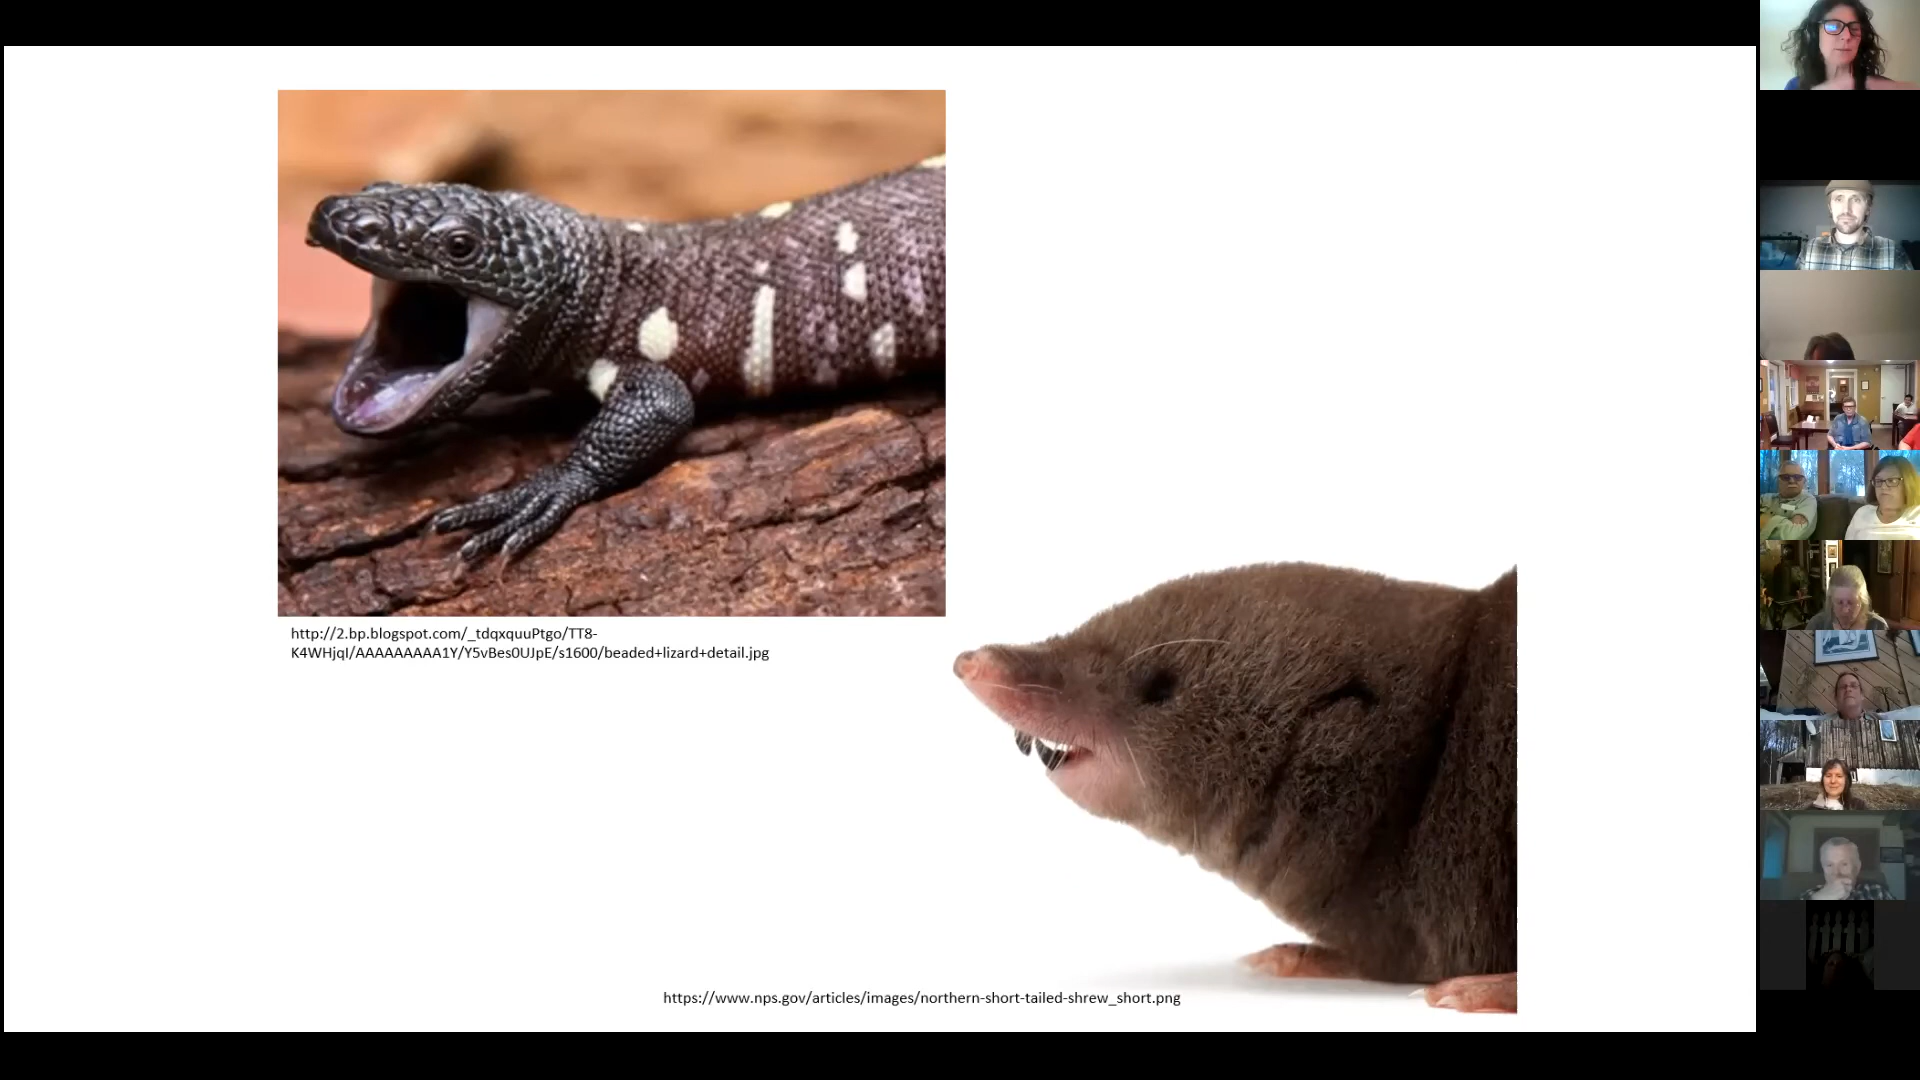 http://2.bp.blogspot.com/_tdqxquuPtgo/TT8-
K4WHjqI/AAAAAAAAA1Y/Y5vBes0UJpE/s1600/beaded+lizard+detail.jpg
https://www.nps.gov/articles/images/northern-short-tailed-shrew_short.png